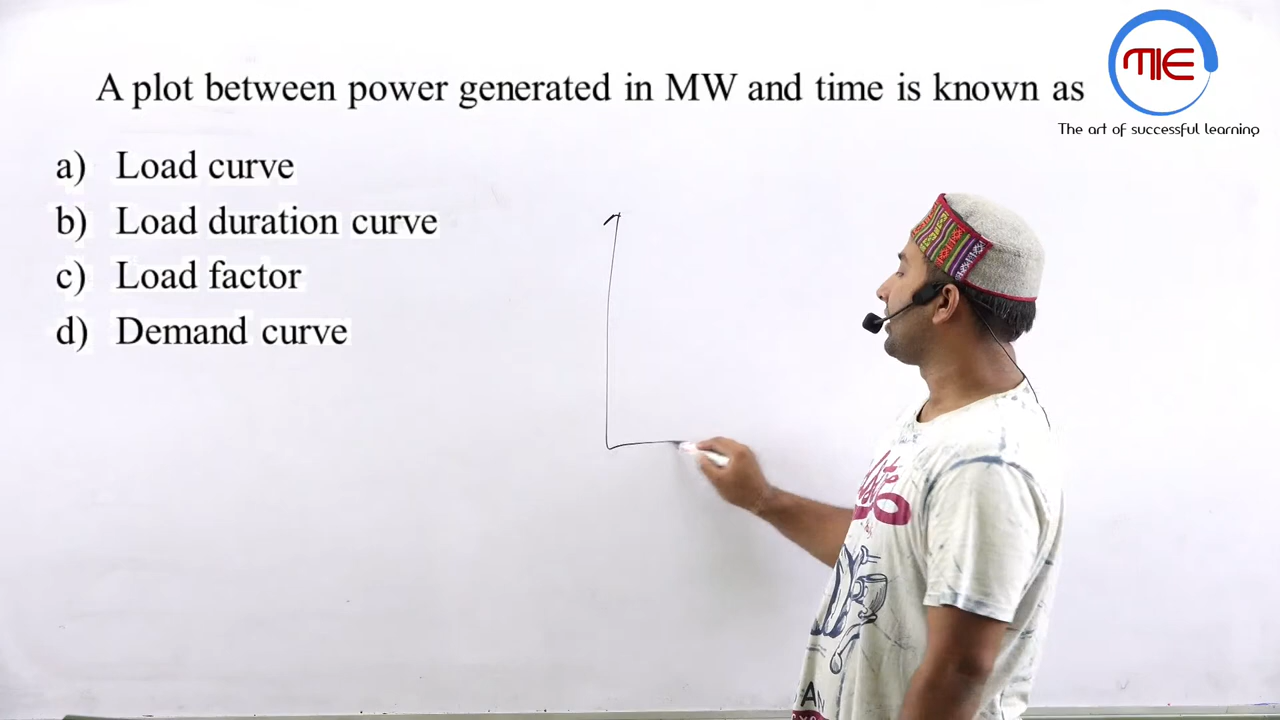 A plot between power generated in MW and time is known as
MIE
The art of successful learning
a) Load curve
b) Load duration curve
c) Load factor
d) Demand curve